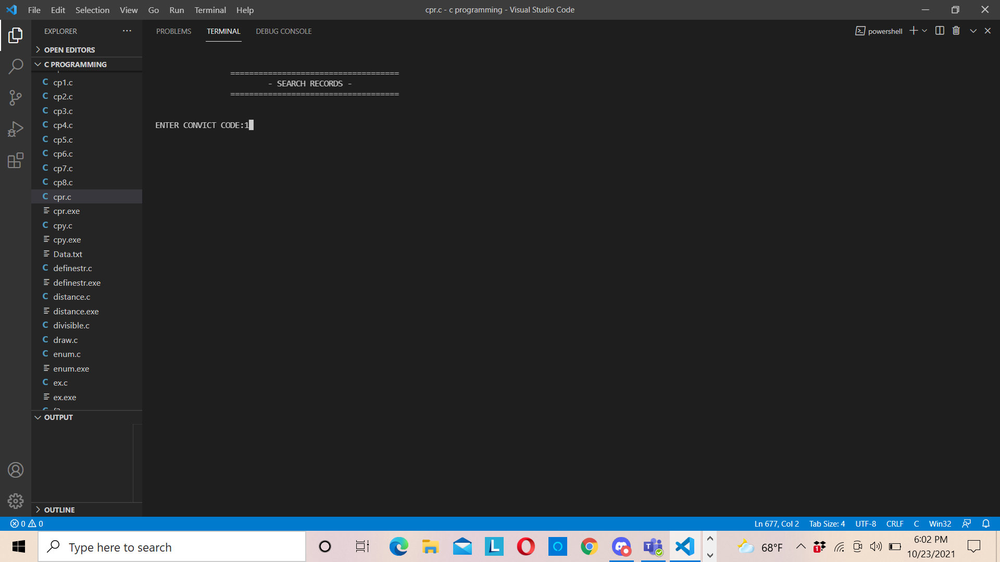 File Edit Selection View Go Run Terminal Help
cpr.c - c programming - Visual Studio Code
EXPLORER
PROBLEMS TERMINAL DEBUG CONSOLE
powershell
OPEN EDITORS
C PROGRAMMING
C cp1.c
C cp2.c
C cp3.c
C cp4.c
C cp5.c
C cp6.c
C cp7.c
C cp8.c
C cpr.c
cpr.exe
C cpy.c
cpy.exe
Data.txt
C definestr.c
definestr.exe
C distance.c
distance.exe
C divisible.c
C draw.c
C enum.c
enum.exe
C ex.c
ex.exe
OUTPUT
OUTLINE
====================================
- SEARCH RECORDS -
====================================
ENTER CONVICT CODE:1
0 0
Ln 677, Col 2 Tab Size: 4 UTF-8 CRLF C Win32
Type here to search
L
68°F
1
6:02 PM
10/23/2021